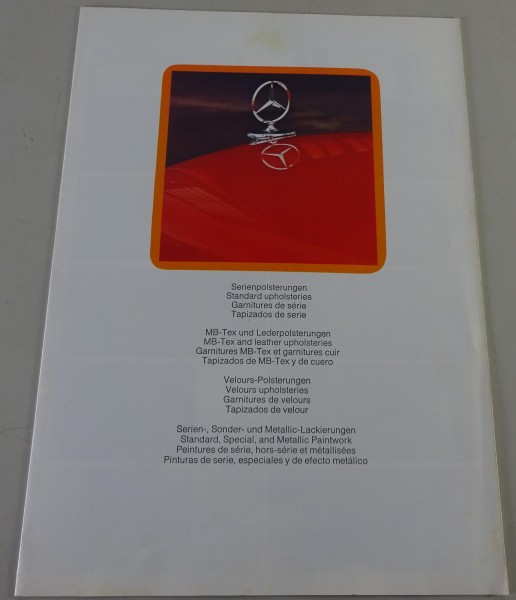 Serienpolsterungen
Standard upholsteries
Garnitures de série
Tapizados de serie
MB-Tex und Lederpolsterungen
MB-Tex and leather upholsteries
Garnitures MB-Tex et garnitures cuir
Tapizados de MB-Tex y de cuero
Velours-Polsterungen
Velours upholsteries
Garnitures de velours
Tapizados de velour
Serien-, Sonder- und Metallic-Lackierungen
Standard, Special, and Metallic Paintwork
Peintures de série, hors-série et métallisées
Pinturas de serie, especiales y de efecto metálico